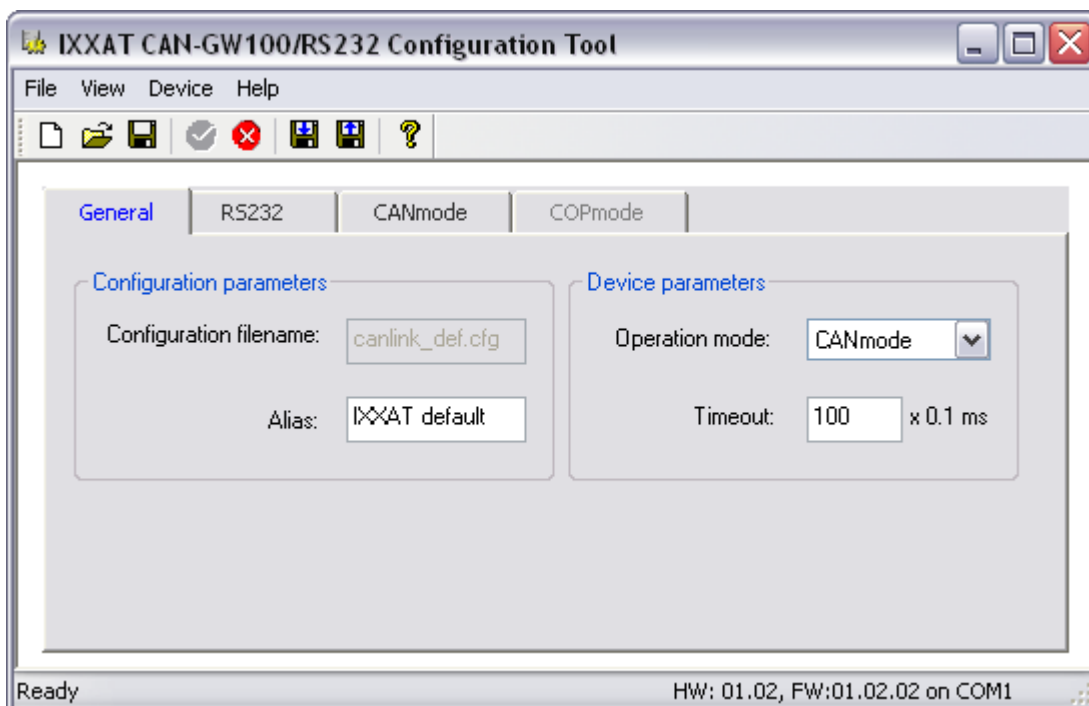 IXXAT CAN-GW100/RS232 Configuration Tool
File View Device Help
General RS232 CANmode COPmode
Configuration parameters
Configuration filename: canlink_def.cfg
Alias: IXXAT default
Device parameters
Operation mode: CANmode
Timeout: 100 x 0.1 ms
Ready HW: 01.02, FW:01.02.02 on COM1